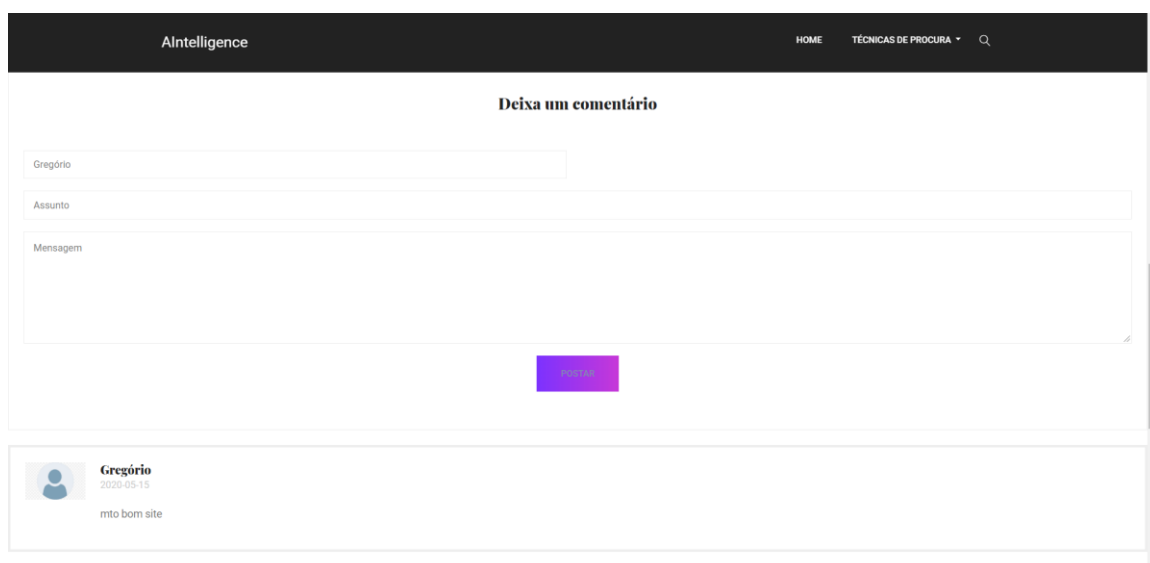 AIntelligence
HOME TÉCNICAS DE PROCURA
Deixa um comentário
Gregório
Assunto
Mensagem
POSTAR
Gregório
2020-05-15
mto bom site